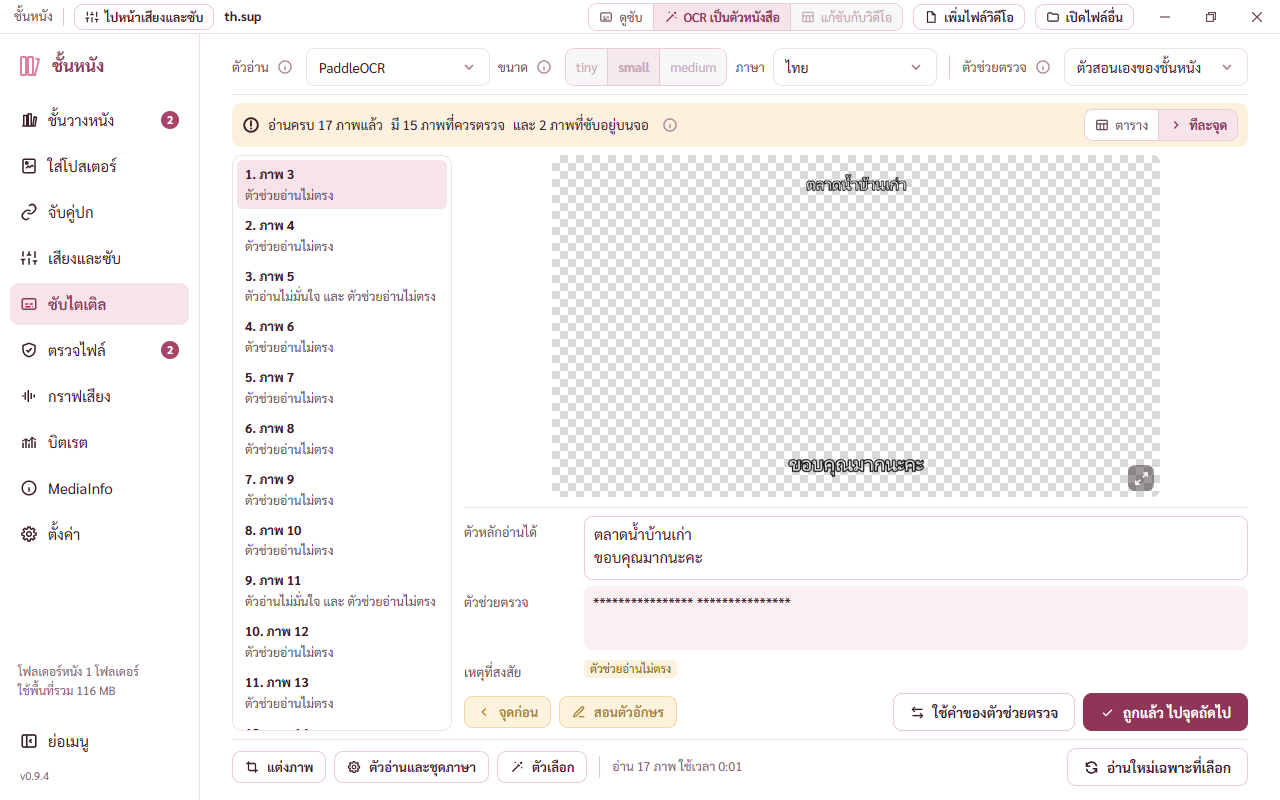 ชั้นหนัง
ไปหน้าเสียงและซับ
th.sup
ดูซับ
OCR เป็นตัวหนังสือ
แก้ซับกับวิดีโอ
เพิ่มไฟล์วิดีโอ
เปิดไฟล์อื่น
ชั้นหนัง
ชั้นวางหนัง 2
ใส่โปสเตอร์
จับคู่ปก
เสียงและซับ
ซับไตเติล
ตรวจไฟล์ 2
กราฟเสียง
บิตเรต
MediaInfo
ตั้งค่า
โฟลเดอร์หนัง 1 โฟลเดอร์
ใช้พื้นที่รวม 116 MB
ย่อเมนู
v0.9.4
ตัวอ่าน PaddleOCR ขนาด tiny small medium ภาษา ไทย ตัวช่วยตรวจ ตัวสอนเองของชั้นหนัง
อ่านครบ 17 ภาพแล้ว มี 15 ภาพที่ควรตรวจ และ 2 ภาพที่ซับอยู่บนจอ
ตาราง ทีละจุด
1. ภาพ 3
ตัวช่วยอ่านไม่ตรง
2. ภาพ 4
ตัวช่วยอ่านไม่ตรง
3. ภาพ 5
ตัวอ่านไม่มั่นใจ และ ตัวช่วยอ่านไม่ตรง
4. ภาพ 6
ตัวช่วยอ่านไม่ตรง
5. ภาพ 7
ตัวช่วยอ่านไม่ตรง
6. ภาพ 8
ตัวช่วยอ่านไม่ตรง
7. ภาพ 9
ตัวช่วยอ่านไม่ตรง
8. ภาพ 10
ตัวช่วยอ่านไม่ตรง
9. ภาพ 11
ตัวอ่านไม่มั่นใจ และ ตัวช่วยอ่านไม่ตรง
10. ภาพ 12
ตัวช่วยอ่านไม่ตรง
11. ภาพ 13
ตัวช่วยอ่านไม่ตรง
ตลาดน้ำบ้านเก่า
ขอบคุณมากนะคะ
ตัวหลักอ่านได้
ตลาดน้ำบ้านเก่า
ขอบคุณมากนะคะ
ตัวช่วยตรวจ
**************** ***************
เหตุที่สงสัย ตัวช่วยอ่านไม่ตรง
จุดก่อน
สอนตัวอักษร
ใช้คำของตัวช่วยตรวจ
ถูกแล้ว ไปจุดถัดไป
แต่งภาพ
ตัวอ่านและชุดภาษา
ตัวเลือก
อ่าน 17 ภาพ ใช้เวลา 0:01
อ่านใหม่เฉพาะที่เลือก